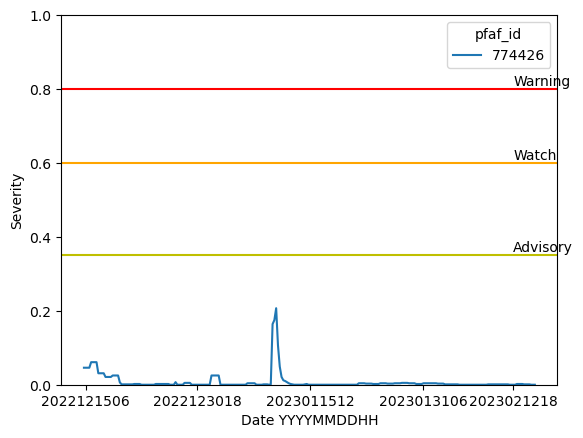 pfaf_id
774426
1.0
Warning
0.8
Watch
0.6
Severity
Advisory
0.4
0.2
0.0
2022121506 2022123018 2023011512 2023013106 2023021218
Date YYYYMMDDHH